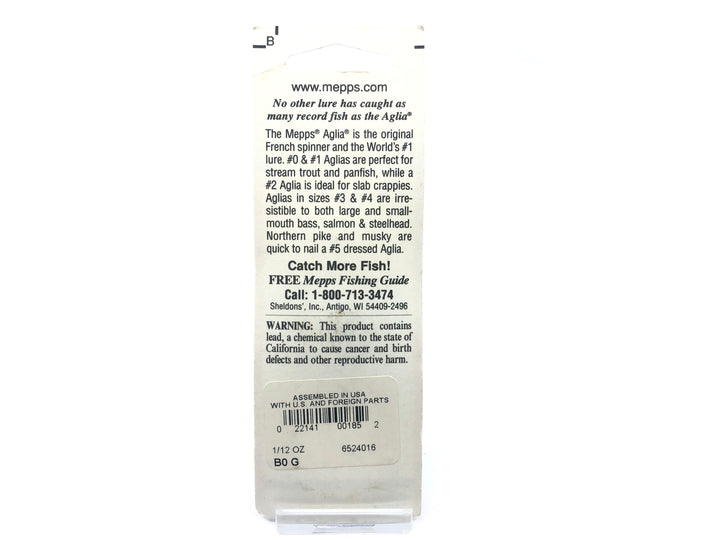 B
www.mepps.com
No other lure has caught as
many record fish as the Aglia®
The Mepps® Aglia® is the original
French spinner and the World's #1
lure. #0 & #1 Aglias are perfect for
stream trout and panfish, while a
#2 Aglia is ideal for slab crappies.
Aglias in sizes #3 & #4 are irre-
sistible to both large and small-
mouth bass, salmon & steelhead.
Northern pike and musky are
quick to nail a #5 dressed Aglia.
Catch More Fish!
FREE Mepps Fishing Guide
Call: 1-800-713-3474
Sheldons', Inc., Antigo, WI 54409-2496
WARNING: This product contains
lead, a chemical known to the state of
California to cause cancer and birth
defects and other reproductive harm.
ASSEMBLED IN USA
WITH U.S. AND FOREIGN PARTS
0 22141 00185 2
1/12 OZ 6524016
B0 G